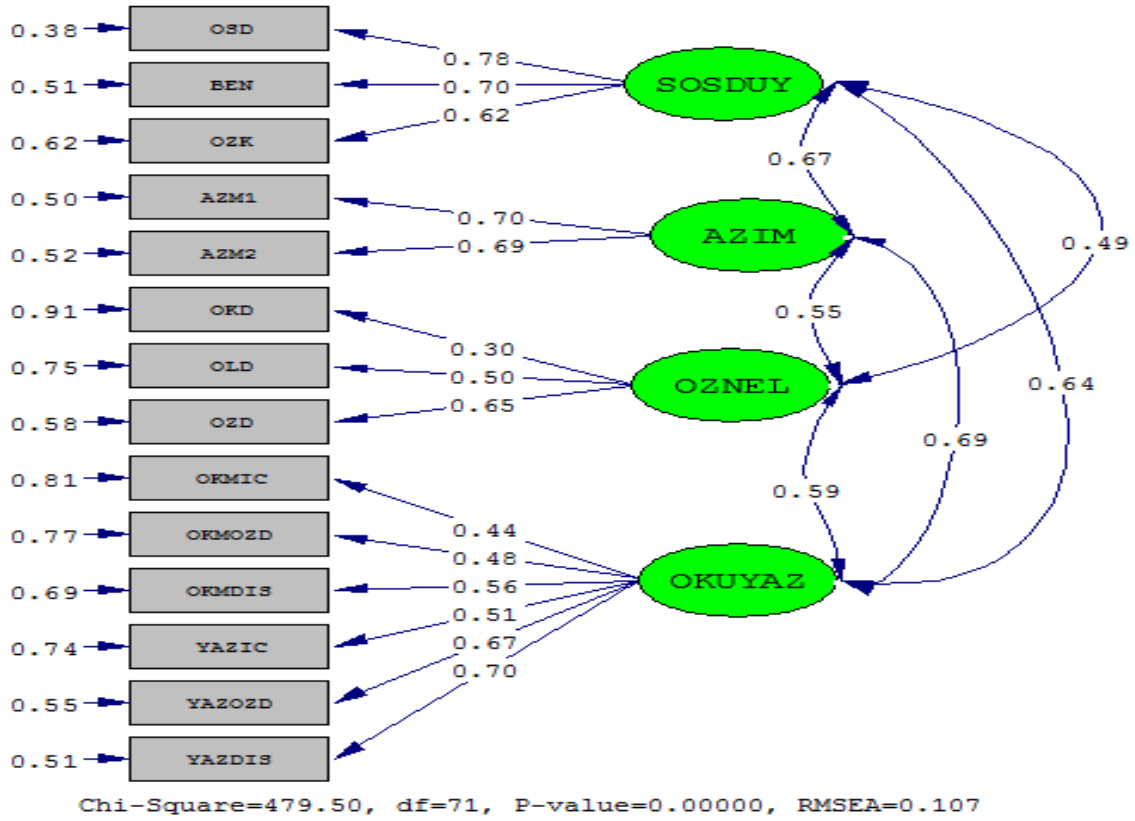 0.38 OSD
0.78
0.51 BEN
0.70
SOSDUY
0.62 OZK
0.62
0.67
0.50 AZM1
0.70
AZIM
0.52 AZM2
0.69
0.49
0.91 OKD
0.30
0.55
0.75 OLD
0.50
OZNEL
0.64
0.58 OZD
0.65
0.69
0.81 OKMIC
0.44
0.59
0.77 OKMOZD
0.48
0.69 OKMDIS
0.56
OKUYAZ
0.74 YAZIC
0.51
0.55 YAZOZD
0.67
0.51 YAZDIS
0.70
Chi-Square=479.50, df=71, P-value=0.00000, RMSEA=0.107